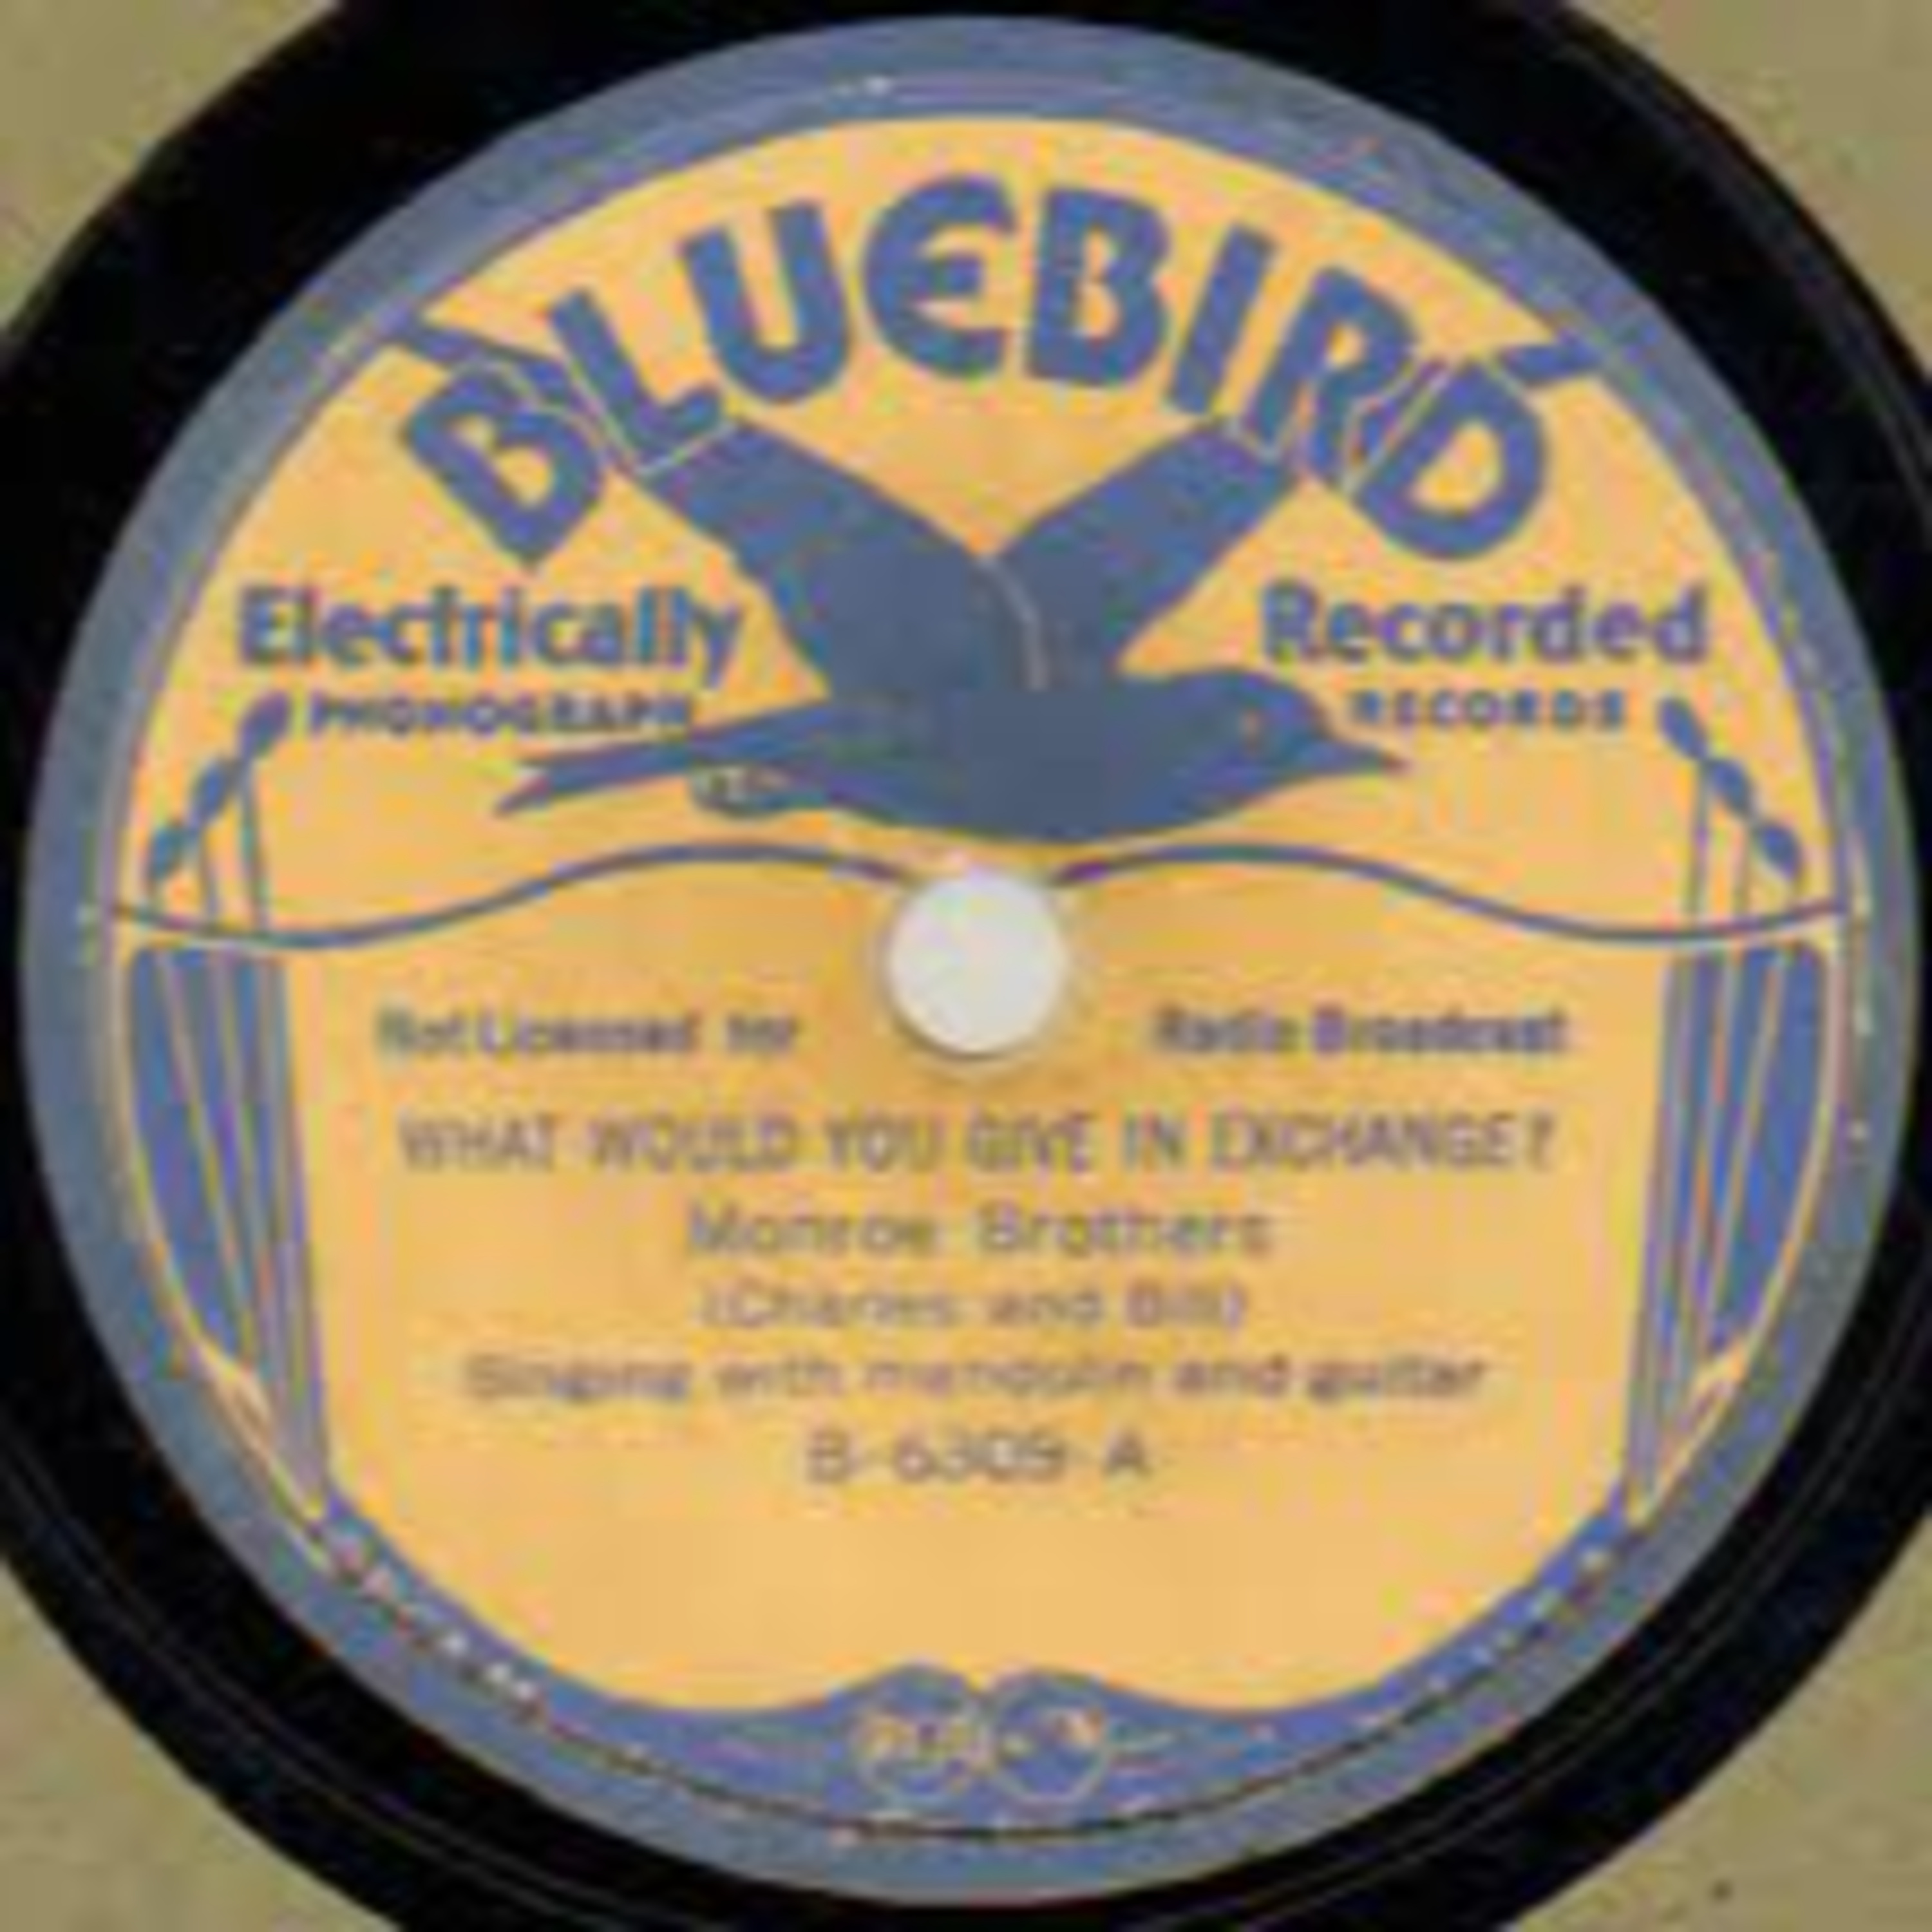 BLUEBIRD
Electrically Recorded
PHONOGRAPH RECORDS
Not Licensed for Radio Broadcast
WHAT WOULD YOU GIVE IN EXCHANGE?
Monroe Brothers
(Charles and Bill)
Singing with mandolin and guitar
B-6309-A